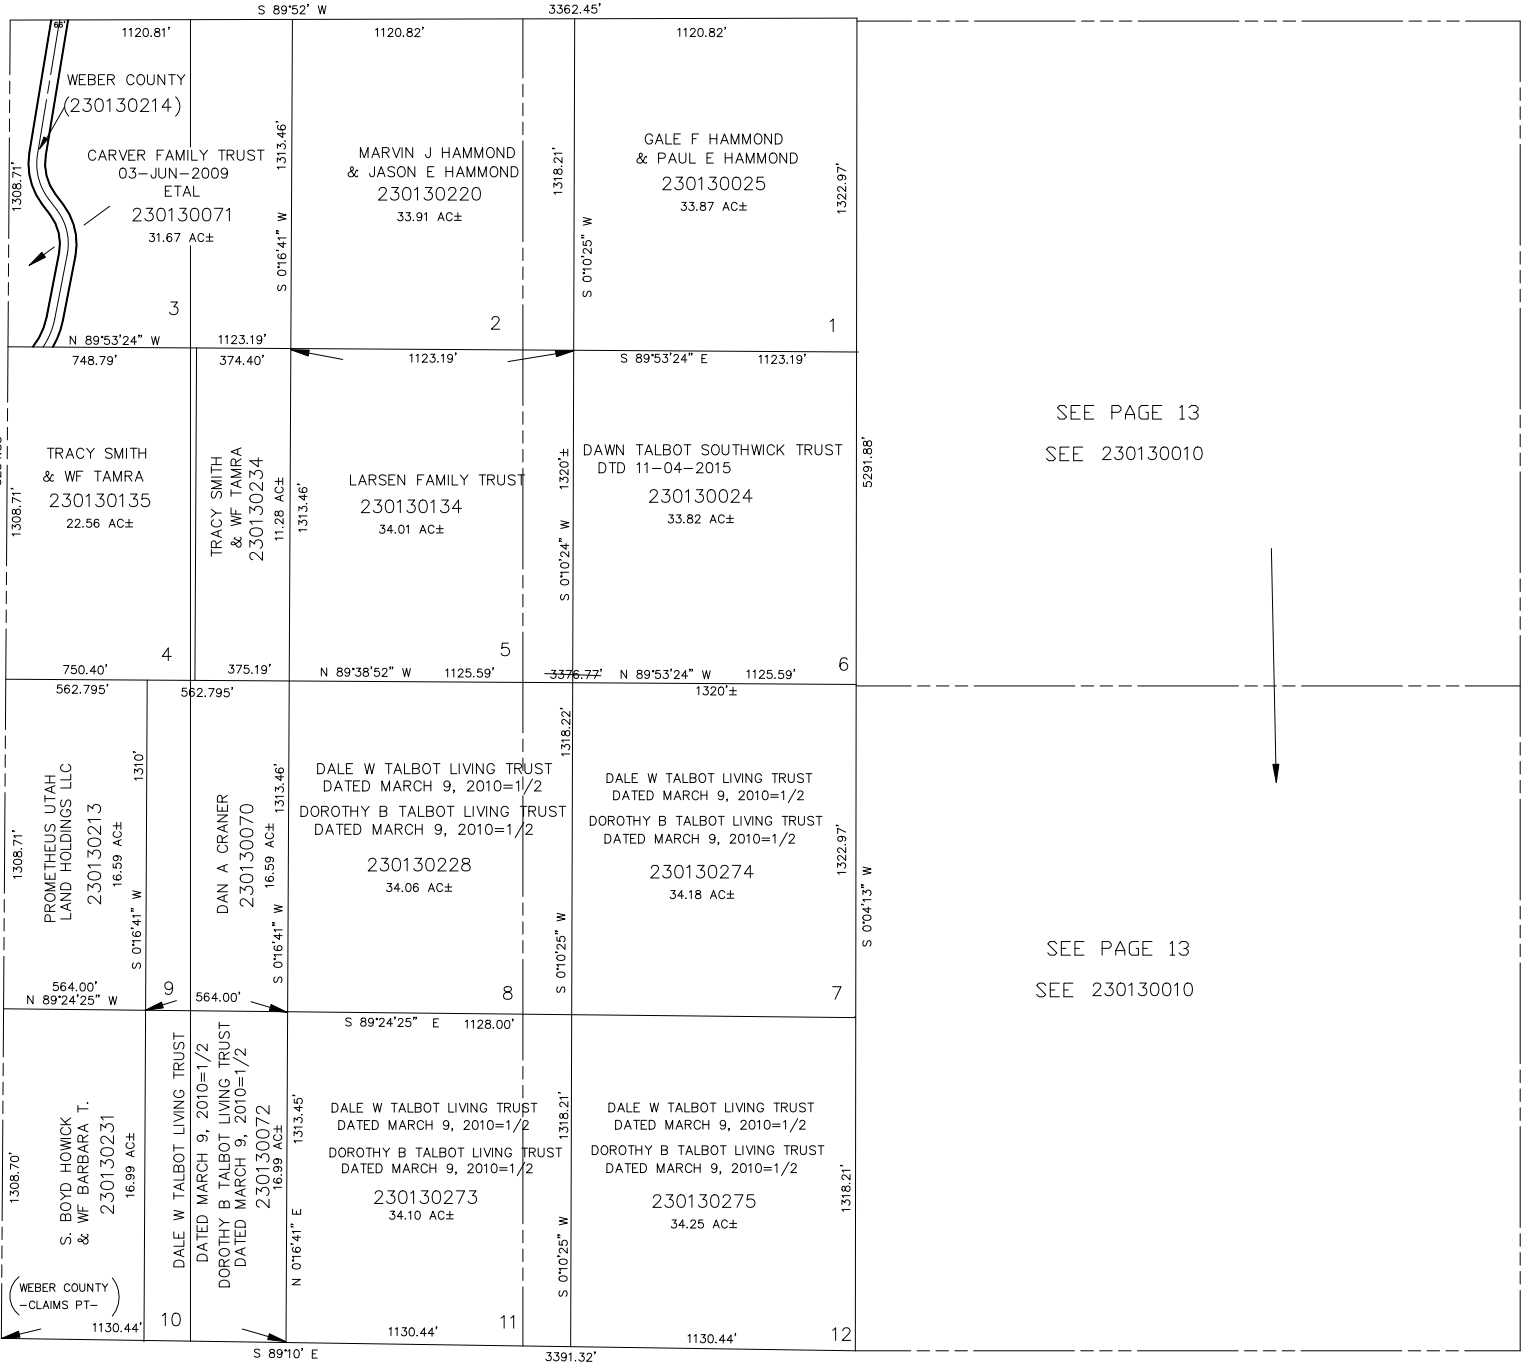 S 89°52' W
3362.45'
66'
1120.81'
1120.82'
1120.82'
WEBER COUNTY
(230130214)
CARVER FAMILY TRUST
03-JUN-2009
ETAL
230130071
31.67 AC±
1308.71'
1313.46'
S 0°16'41" W
3
N 89°53'24" W
1123.19'
MARVIN J HAMMOND
& JASON E HAMMOND
230130220
33.91 AC±
1318.21'
S 0°10'25" W
2
GALE F HAMMOND
& PAUL E HAMMOND
230130025
33.87 AC±
1322.97'
1
748.79'
374.40'
1123.19'
S 89°53'24" E
1123.19'
TRACY SMITH
& WF TAMRA
230130135
22.56 AC±
1308.71'
4
750.40'
TRACY SMITH
& WF TAMRA
230130234
11.28 AC±
1313.46'
375.19'
LARSEN FAMILY TRUST
230130134
34.01 AC±
1320'±
S 0°10'24" W
5
N 89°38'52" W
1125.59'
3376.77'
DAWN TALBOT SOUTHWICK TRUST
DTD 11-04-2015
230130024
33.82 AC±
5291.88'
6
N 89°53'24" W
1125.59'
SEE PAGE 13
SEE 230130010
562.795'
562.795'
1320'±
PROMETHEUS UTAH
LAND HOLDINGS LLC
230130213
16.59 AC±
1308.71'
1310'
S 0°16'41" W
564.00'
N 89°24'25" W
9
DAN A CRANER
230130070
16.59 AC±
1313.46'
S 0°16'41" W
564.00'
DALE W TALBOT LIVING TRUST
DATED MARCH 9, 2010=1/2
DOROTHY B TALBOT LIVING TRUST
DATED MARCH 9, 2010=1/2
230130228
34.06 AC±
1318.22'
S 0°10'25" W
8
DALE W TALBOT LIVING TRUST
DATED MARCH 9, 2010=1/2
DOROTHY B TALBOT LIVING TRUST
DATED MARCH 9, 2010=1/2
230130274
34.18 AC±
1322.97'
S 0°04'13" W
7
SEE PAGE 13
SEE 230130010
S 89°24'25" E
1128.00'
S. BOYD HOWICK
& WF BARBARA T.
230130231
16.99 AC±
1308.70'
(WEBER COUNTY
-CLAIMS PT-)
1130.44'
DALE W TALBOT LIVING TRUST
DATED MARCH 9, 2010=1/2
DOROTHY B TALBOT LIVING TRUST
DATED MARCH 9, 2010=1/2
230130072
16.99 AC±
10
1313.45'
N 0°16'41" E
DALE W TALBOT LIVING TRUST
DATED MARCH 9, 2010=1/2
DOROTHY B TALBOT LIVING TRUST
DATED MARCH 9, 2010=1/2
230130273
34.10 AC±
1318.21'
S 0°10'25" W
11
1130.44'
DALE W TALBOT LIVING TRUST
DATED MARCH 9, 2010=1/2
DOROTHY B TALBOT LIVING TRUST
DATED MARCH 9, 2010=1/2
230130275
34.25 AC±
1318.21'
12
1130.44'
S 89°10' E
3391.32'